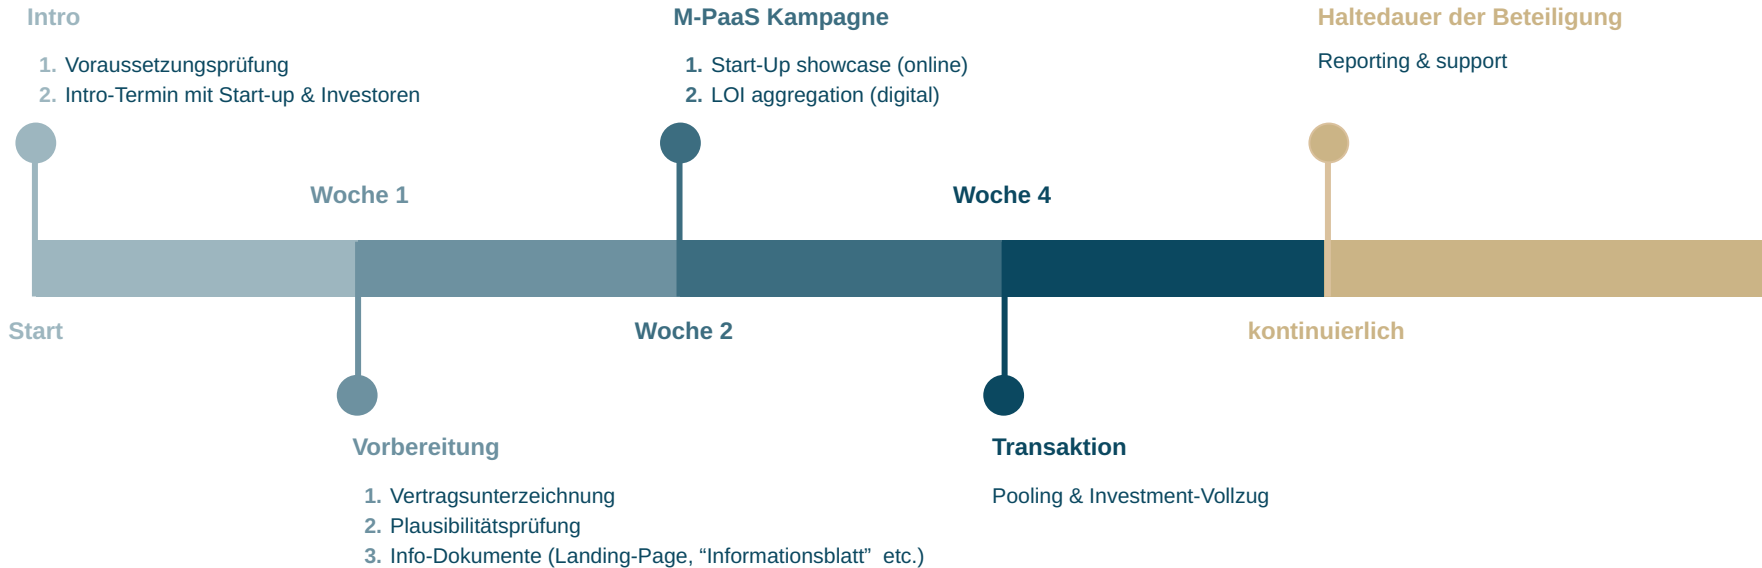 Intro
1. Voraussetzungsprüfung
2. Intro-Termin mit Start-up & Investoren
M-PaaS Kampagne
1. Start-Up showcase (online)
2. LOI aggregation (digital)
Haltedauer der Beteiligung
Reporting & support
Woche 1
Woche 4
Start
Woche 2
kontinuierlich
Vorbereitung
1. Vertragsunterzeichnung
2. Plausibilitätsprüfung
3. Info-Dokumente (Landing-Page, “Informationsblatt” etc.)
Transaktion
Pooling & Investment-Vollzug